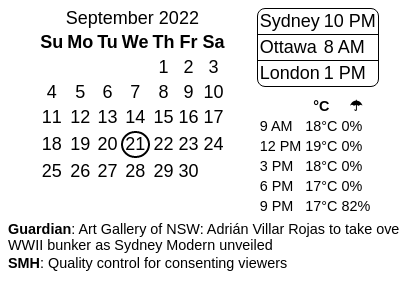 September 2022
Su Mo Tu We Th Fr Sa
1 2 3
4 5 6 7 8 9 10
11 12 13 14 15 16 17
18 19 20 21 22 23 24
25 26 27 28 29 30
Sydney 10 PM
Ottawa 8 AM
London 1 PM
°C ☂
9 AM 18°C 0%
12 PM 19°C 0%
3 PM 18°C 0%
6 PM 17°C 0%
9 PM 17°C 82%
Guardian: Art Gallery of NSW: Adrián Villar Rojas to take ove
WWII bunker as Sydney Modern unveiled
SMH: Quality control for consenting viewers